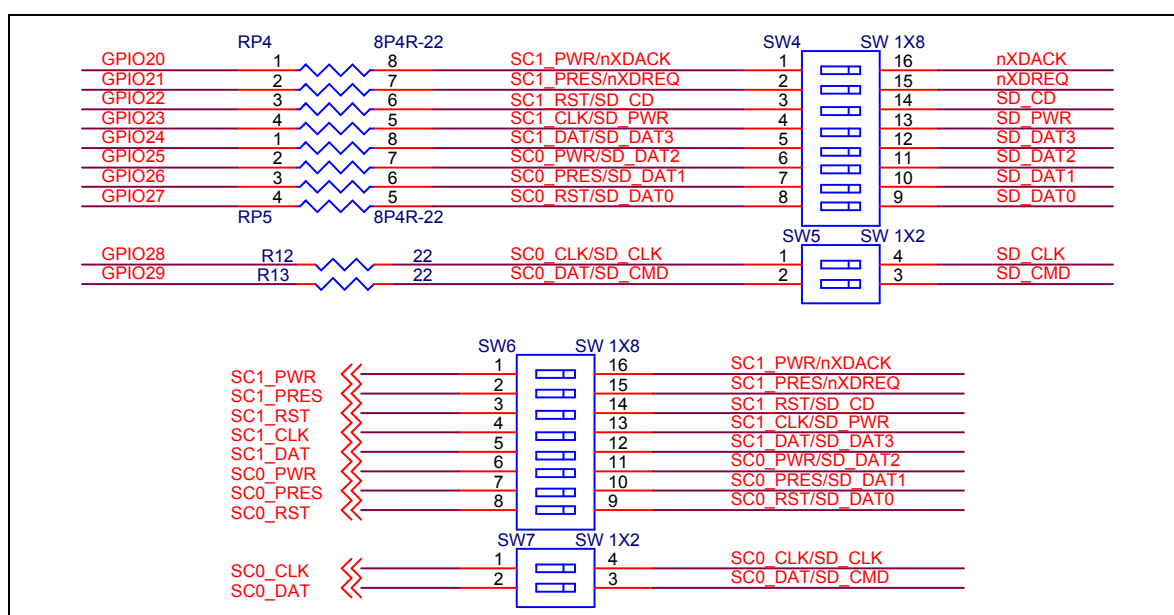 RP4 8P4R-22 SW4 SW 1X8
GPIO20 1 8 SC1_PWR/nXDACK 1 16 nXDACK
GPIO21 2 7 SC1_PRES/nXDREQ 2 15 nXDREQ
GPIO22 3 6 SC1_RST/SD_CD 3 14 SD_CD
GPIO23 4 5 SC1_CLK/SD_PWR 4 13 SD_PWR
GPIO24 1 8 SC1_DAT/SD_DAT3 5 12 SD_DAT3
GPIO25 2 7 SC0_PWR/SD_DAT2 6 11 SD_DAT2
GPIO26 3 6 SC0_PRES/SD_DAT1 7 10 SD_DAT1
GPIO27 4 5 SC0_RST/SD_DAT0 8 9 SD_DAT0
RP5 8P4R-22
SW5 SW 1X2
GPIO28 R12 22 SC0_CLK/SD_CLK 1 4 SD_CLK
GPIO29 R13 22 SC0_DAT/SD_CMD 2 3 SD_CMD
SW6 SW 1X8
SC1_PWR 1 16 SC1_PWR/nXDACK
SC1_PRES 2 15 SC1_PRES/nXDREQ
SC1_RST 3 14 SC1_RST/SD_CD
SC1_CLK 4 13 SC1_CLK/SD_PWR
SC1_DAT 5 12 SC1_DAT/SD_DAT3
SC0_PWR 6 11 SC0_PWR/SD_DAT2
SC0_PRES 7 10 SC0_PRES/SD_DAT1
SC0_RST 8 9 SC0_RST/SD_DAT0
SW7 SW 1X2
SC0_CLK 1 4 SC0_CLK/SD_CLK
SC0_DAT 2 3 SC0_DAT/SD_CMD